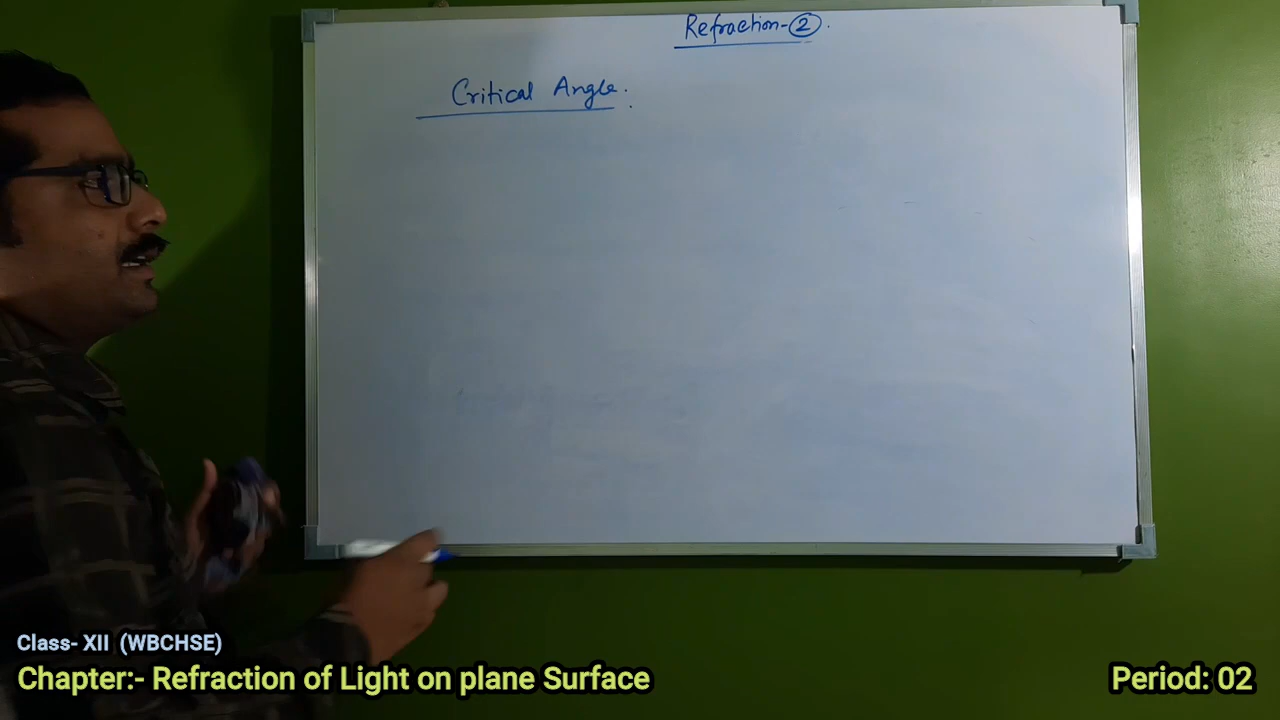 Refraction-②.
Critical Angle.
Class- XII (WBCHSE)
Chapter:- Refraction of Light on plane Surface
Period: 02